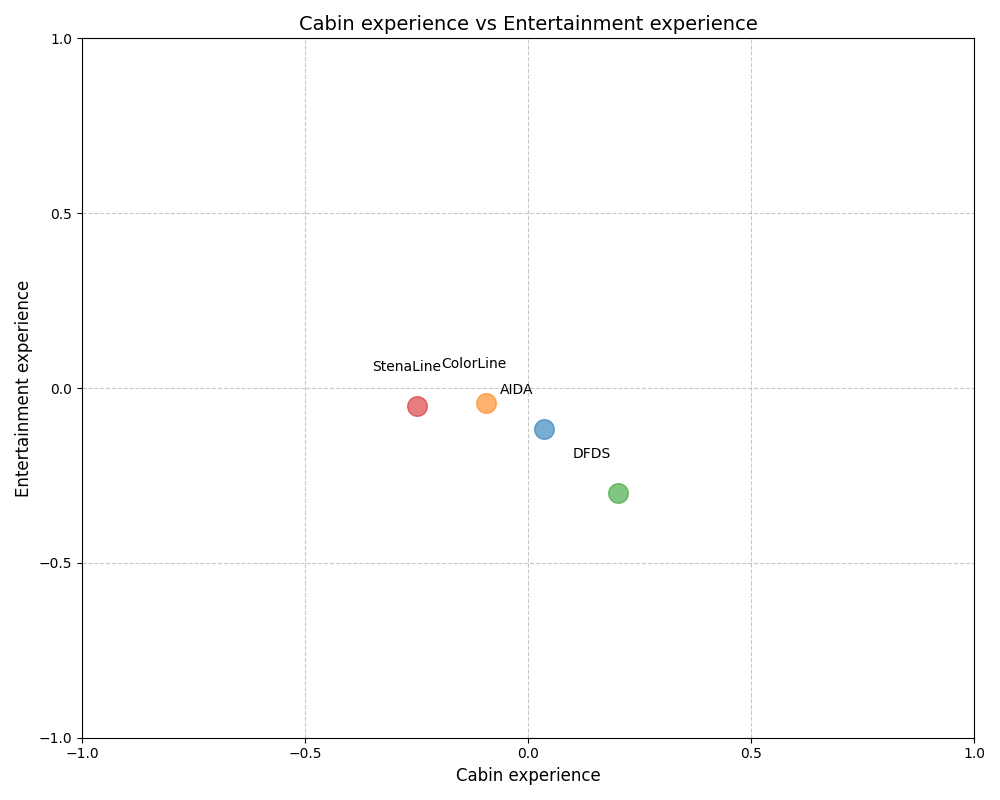 Cabin experience vs Entertainment experience
1.0
0.5
0.0
−0.5
−1.0
Entertainment experience
StenaLine
ColorLine
AIDA
DFDS
−1.0
−0.5
0.0
0.5
1.0
Cabin experience